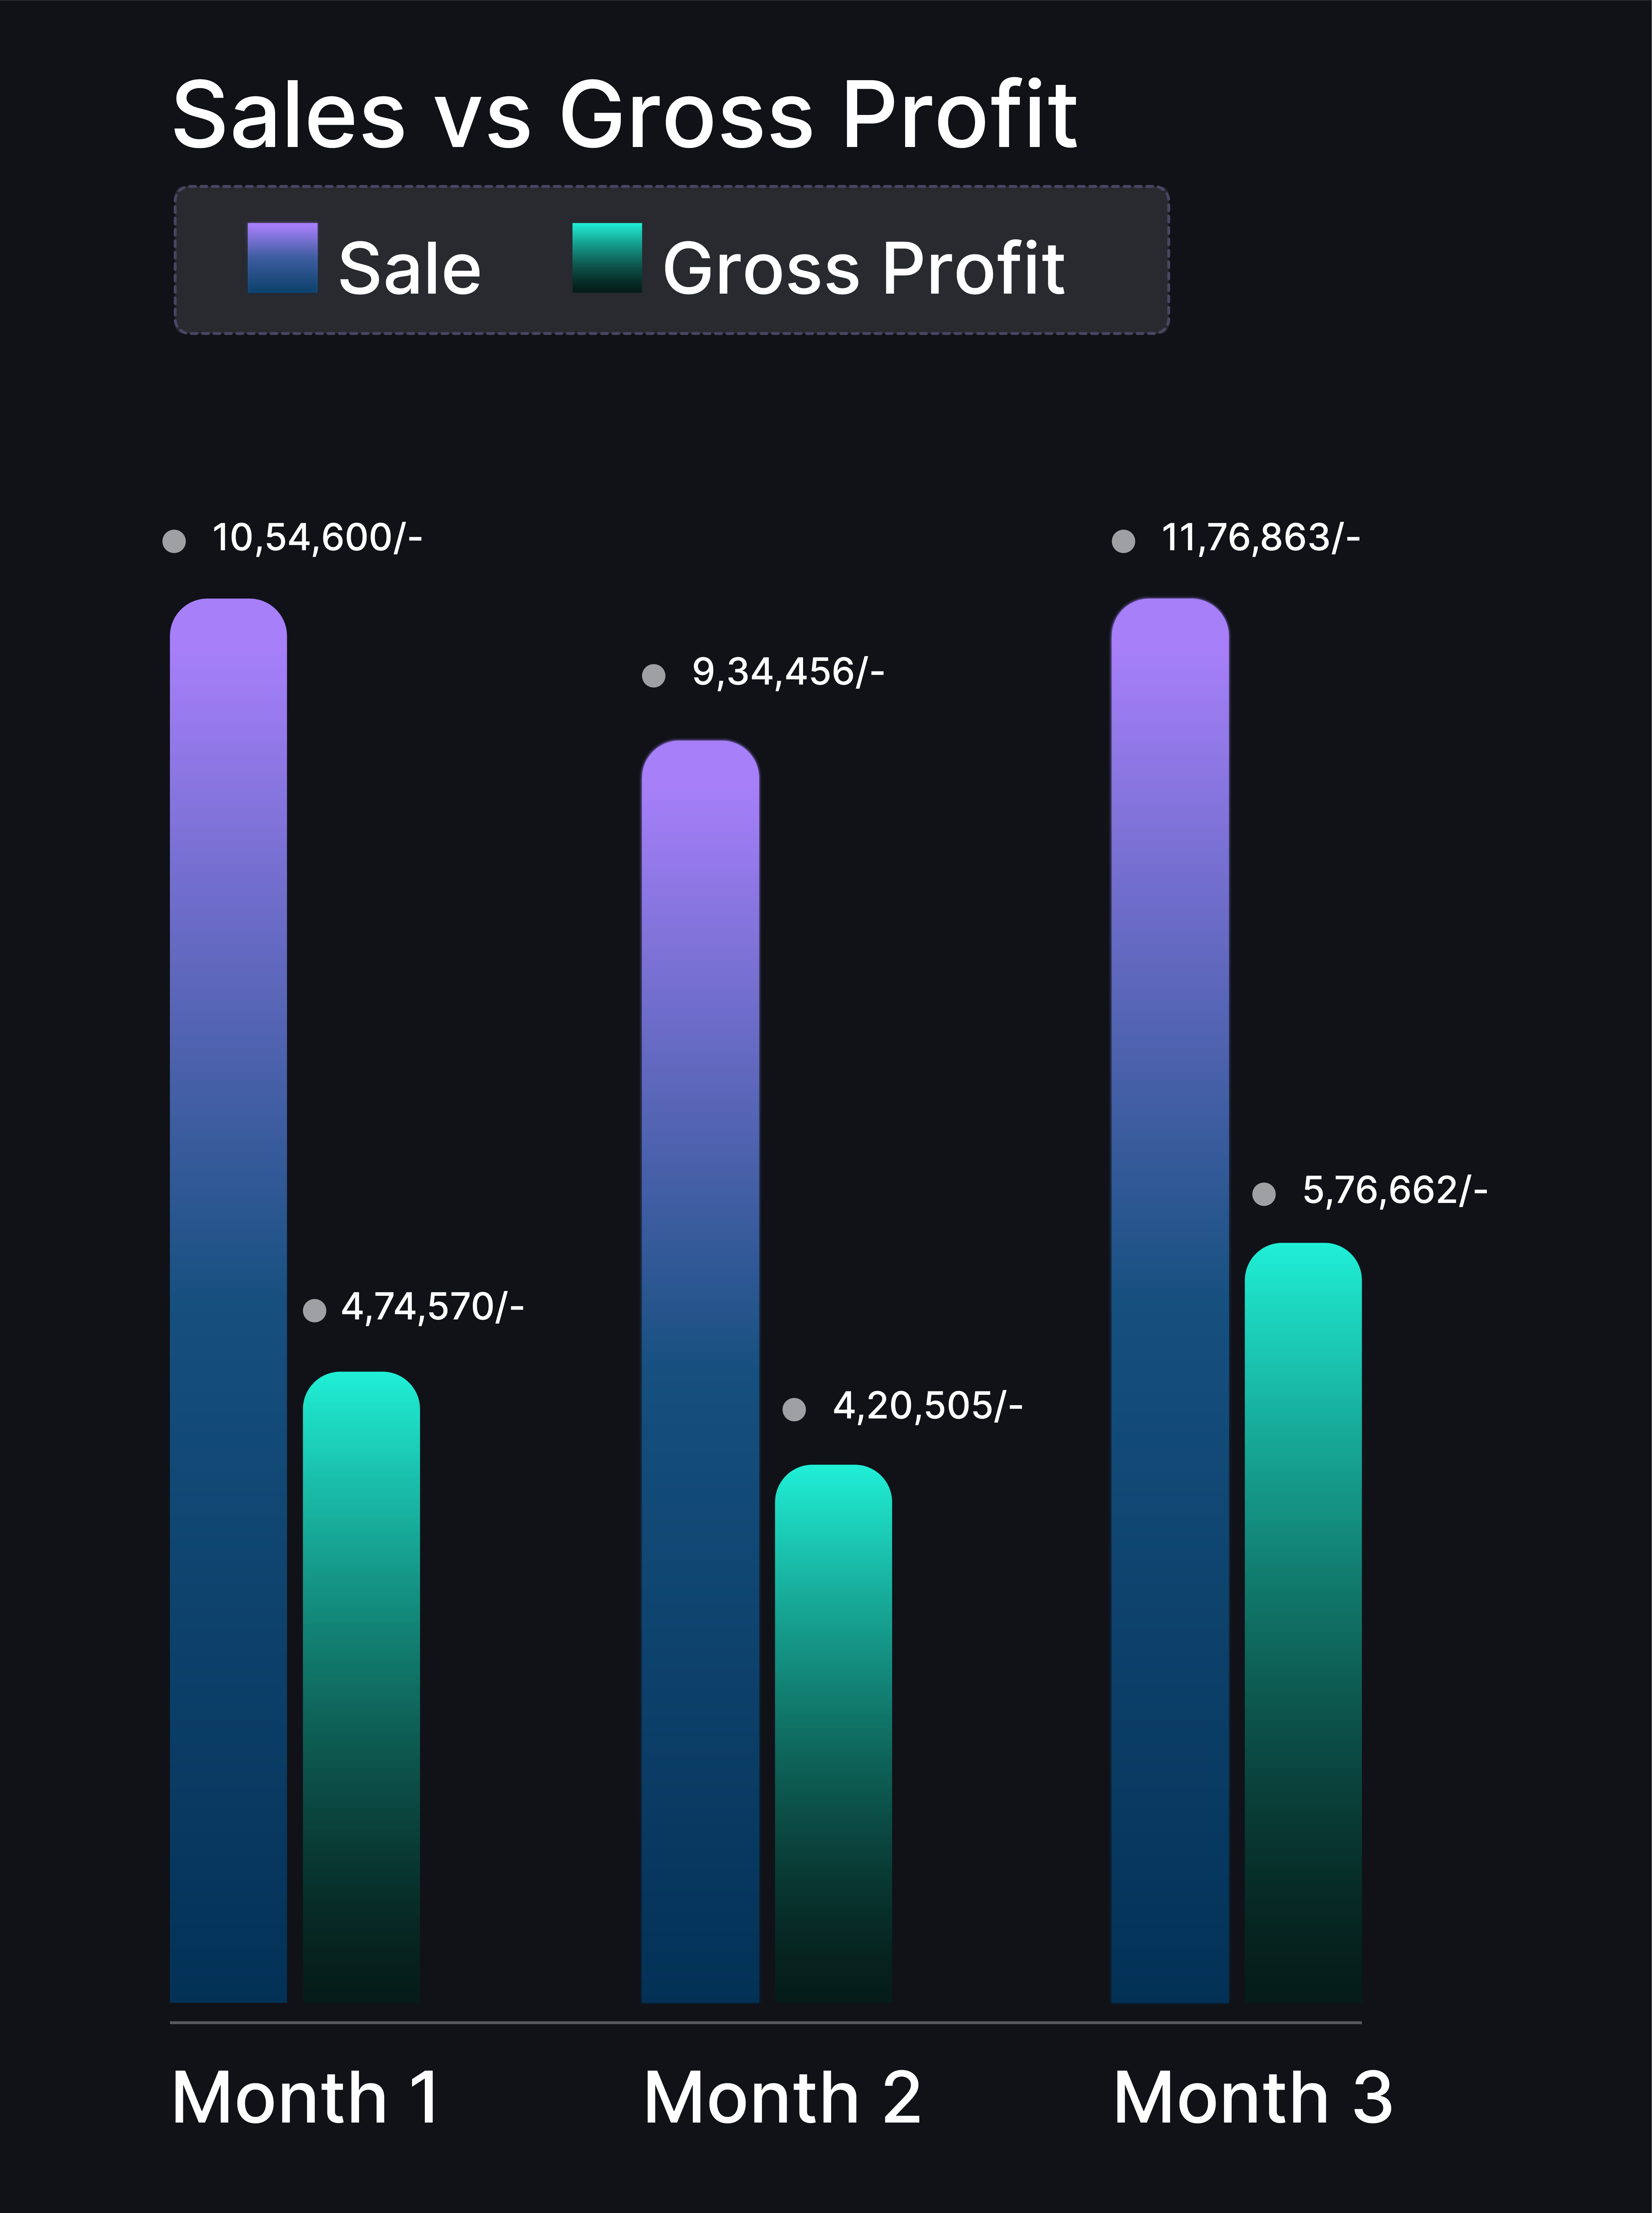 Sales vs Gross Profit
Sale
Gross Profit
10,54,600/-
11,76,863/-
9,34,456/-
5,76,662/-
4,74,570/-
4,20,505/-
Month 1
Month 2
Month 3